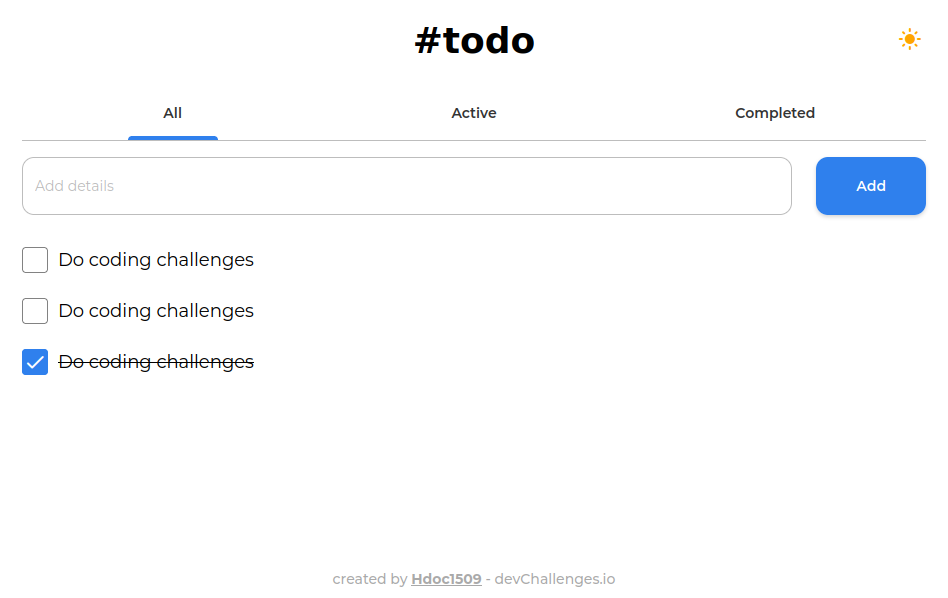 #todo
All Active Completed
Add details Add
Do coding challenges
Do coding challenges
Do coding challenges
created by Hdoc1509 - devChallenges.io